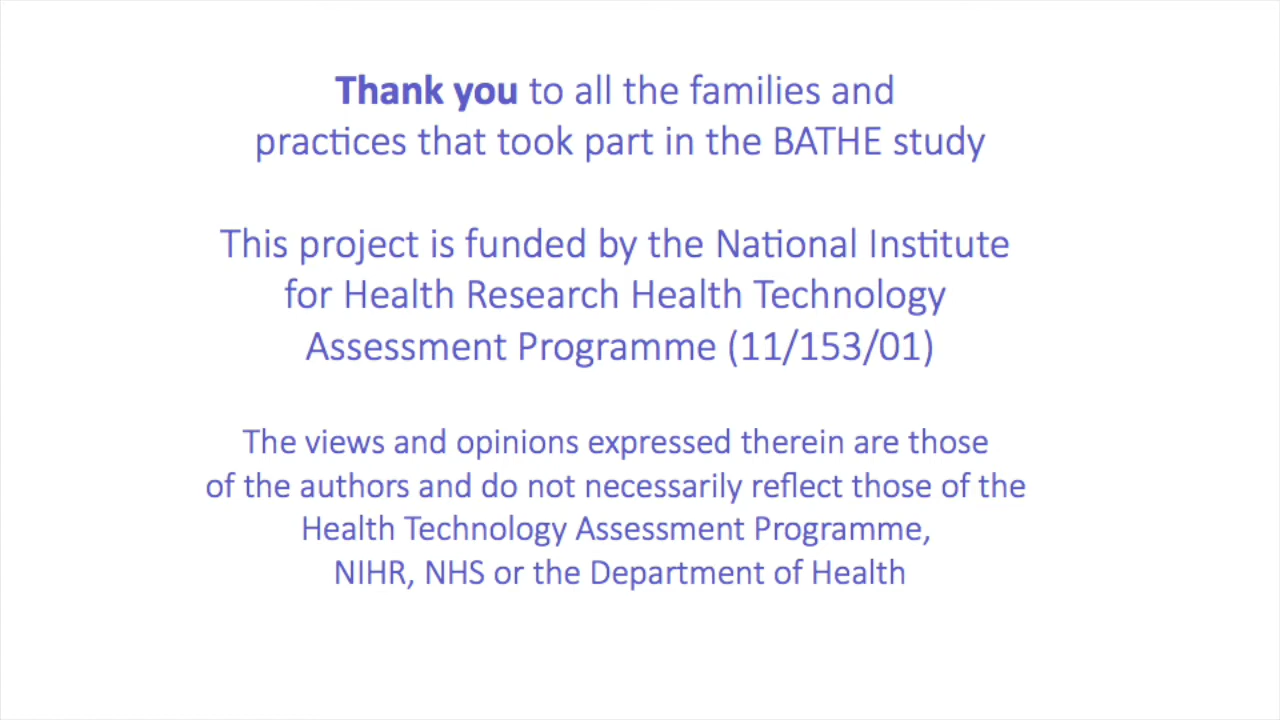 Thank you to all the families and
practices that took part in the BATHE study
This project is funded by the National Institute
for Health Research Health Technology
Assessment Programme (11/153/01)
The views and opinions expressed therein are those
of the authors and do not necessarily reflect those of the
Health Technology Assessment Programme,
NIHR, NHS or the Department of Health